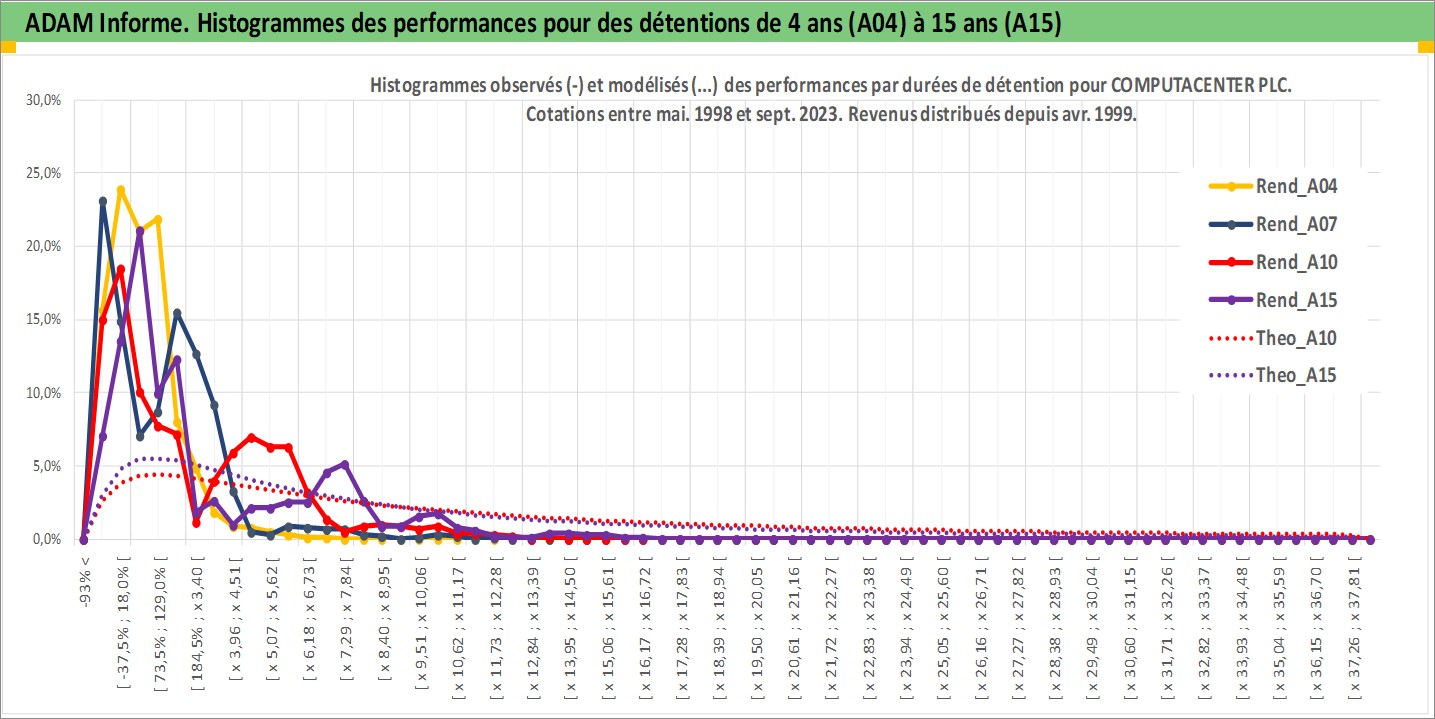 ADAM Informe. Histogrammes des performances pour des détentions de 4 ans (A04) à 15 ans (A15)
Histogrammes observés (-) et modélisés (...) des performances par durées de détention pour COMPUTACENTER PLC.
Cotations entre mai. 1998 et sept. 2023. Revenus distribués depuis avr. 1999.
30,0%
25,0%
20,0%
15,0%
10,0%
5,0%
0,0%
Rend_A04
Rend_A07
Rend_A10
Rend_A15
Theo_A10
Theo_A15
-93% <
[ -37,5% ; 18,0% [
[ 73,5% ; 129,0% [
[ 184,5% ; x 3,40 [
[ x 3,96 ; x 4,51 [
[ x 5,07 ; x 5,62 [
[ x 6,18 ; x 6,73 [
[ x 7,29 ; x 7,84 [
[ x 8,40 ; x 8,95 [
[ x 9,51 ; x 10,06 [
[ x 10,62 ; x 11,17 [
[ x 11,73 ; x 12,28 [
[ x 12,84 ; x 13,39 [
[ x 13,95 ; x 14,50 [
[ x 15,06 ; x 15,61 [
[ x 16,17 ; x 16,72 [
[ x 17,28 ; x 17,83 [
[ x 18,39 ; x 18,94 [
[ x 19,50 ; x 20,05 [
[ x 20,61 ; x 21,16 [
[ x 21,72 ; x 22,27 [
[ x 22,83 ; x 23,38 [
[ x 23,94 ; x 24,49 [
[ x 25,05 ; x 25,60 [
[ x 26,16 ; x 26,71 [
[ x 27,27 ; x 27,82 [
[ x 28,38 ; x 28,93 [
[ x 29,49 ; x 30,04 [
[ x 30,60 ; x 31,15 [
[ x 31,71 ; x 32,26 [
[ x 32,82 ; x 33,37 [
[ x 33,93 ; x 34,48 [
[ x 35,04 ; x 35,59 [
[ x 36,15 ; x 36,70 [
[ x 37,26 ; x 37,81 [